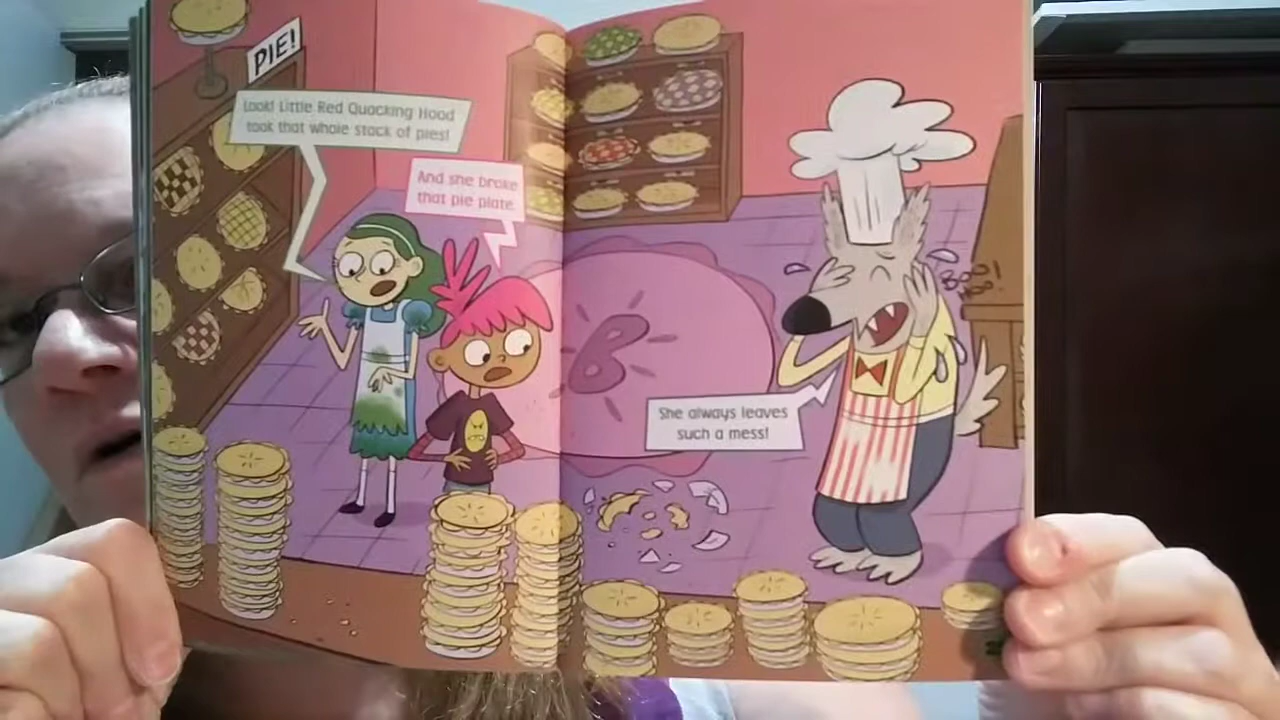 PIE!
Look! Little Red Quacking Hood
took that whole stack of pies!
And she broke
that pie plate.
B
BOO!
HOO!
She always leaves
such a mess!